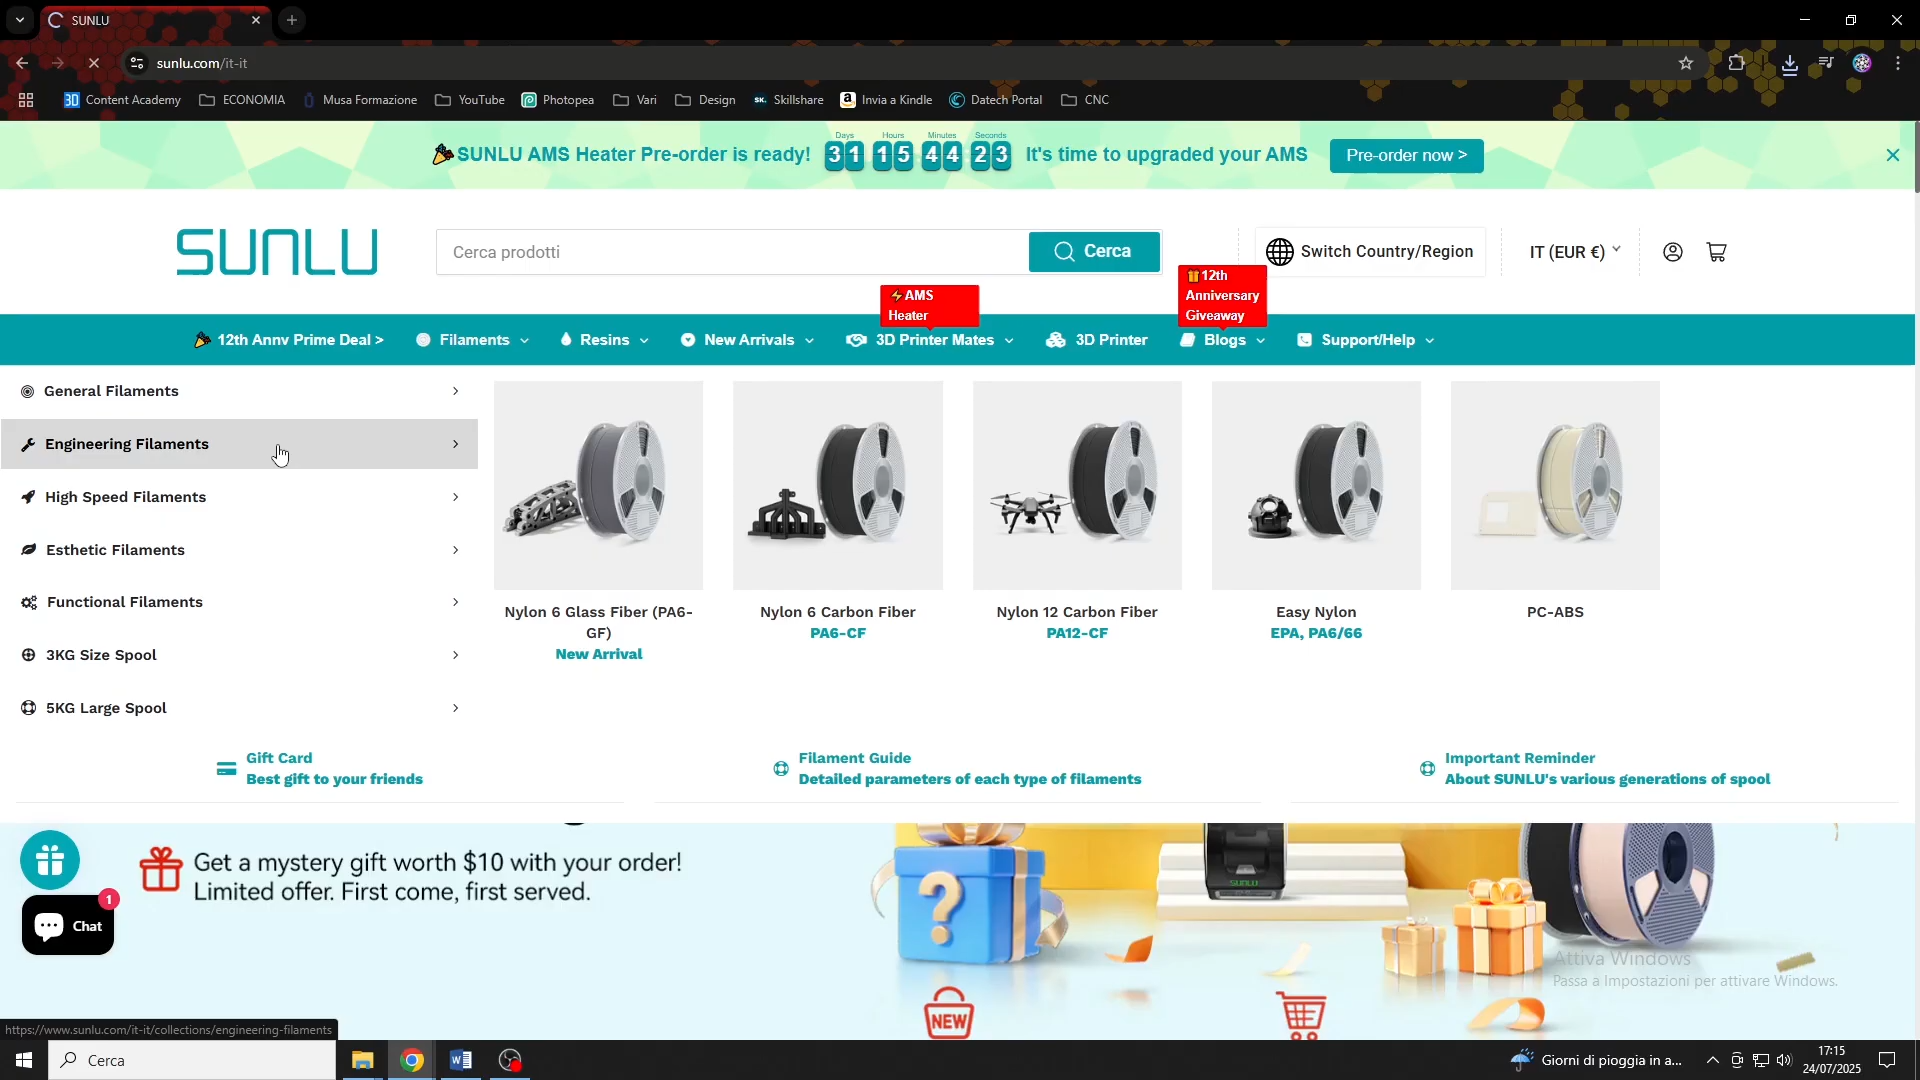 SUNLU
sunlu.com/it-it
Content Academy
ECONOMIA
Musa Formazione
YouTube
Photopea
Vari
Design
SK. Skillshare
Invia a Kindle
Datech Portal
CNC
SUNLU AMS Heater Pre-order is ready!
Days Hours Minutes Seconds
31 15 44 23
It's time to upgraded your AMS
Pre-order now >
SUNLU
Cerca prodotti
Cerca
Switch Country/Region
IT (EUR €)
⚡AMS
Heater
12th
Anniversary
Giveaway
12th Annv Prime Deal >
Filaments
Resins
New Arrivals
3D Printer Mates
3D Printer
Blogs
Support/Help
General Filaments
Engineering Filaments
High Speed Filaments
Esthetic Filaments
Functional Filaments
3KG Size Spool
5KG Large Spool
Nylon 6 Glass Fiber (PA6-
GF)
New Arrival
Nylon 6 Carbon Fiber
PA6-CF
Nylon 12 Carbon Fiber
PA12-CF
Easy Nylon
EPA, PA6/66
PC-ABS
Gift Card
Best gift to your friends
Filament Guide
Detailed parameters of each type of filaments
Important Reminder
About SUNLU's various generations of spool
Get a mystery gift worth $10 with your order!
Limited offer. First come, first served.
SUNLU
NEW
1
Chat
Attiva Windows
Passa a Impostazioni per attivare Windows.
https://www.sunlu.com/it-it/collections/engineering-filaments
Cerca
Giorni di pioggia in a...
17:15
24/07/2025